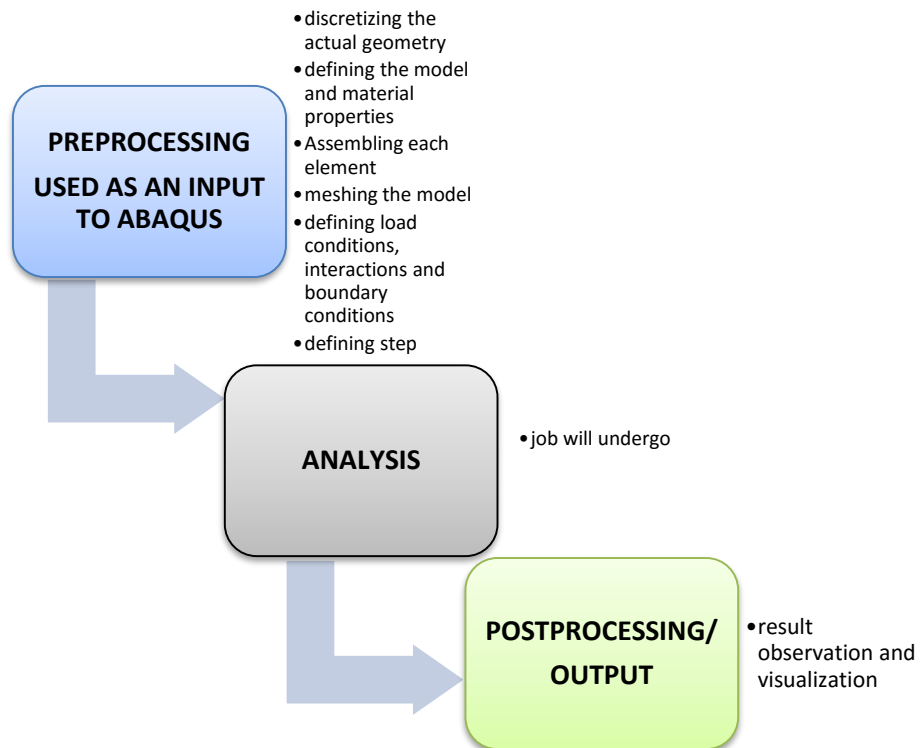 •discretizing the
actual geometry
•defining the model
and material
properties
•Assembling each
element
•meshing the model
•defining load
conditions,
interactions and
boundary
conditions
•defining step
PREPROCESSING
USED AS AN INPUT
TO ABAQUS
ANALYSIS
•job will undergo
POSTPROCESSING/
OUTPUT
•result
observation and
visualization